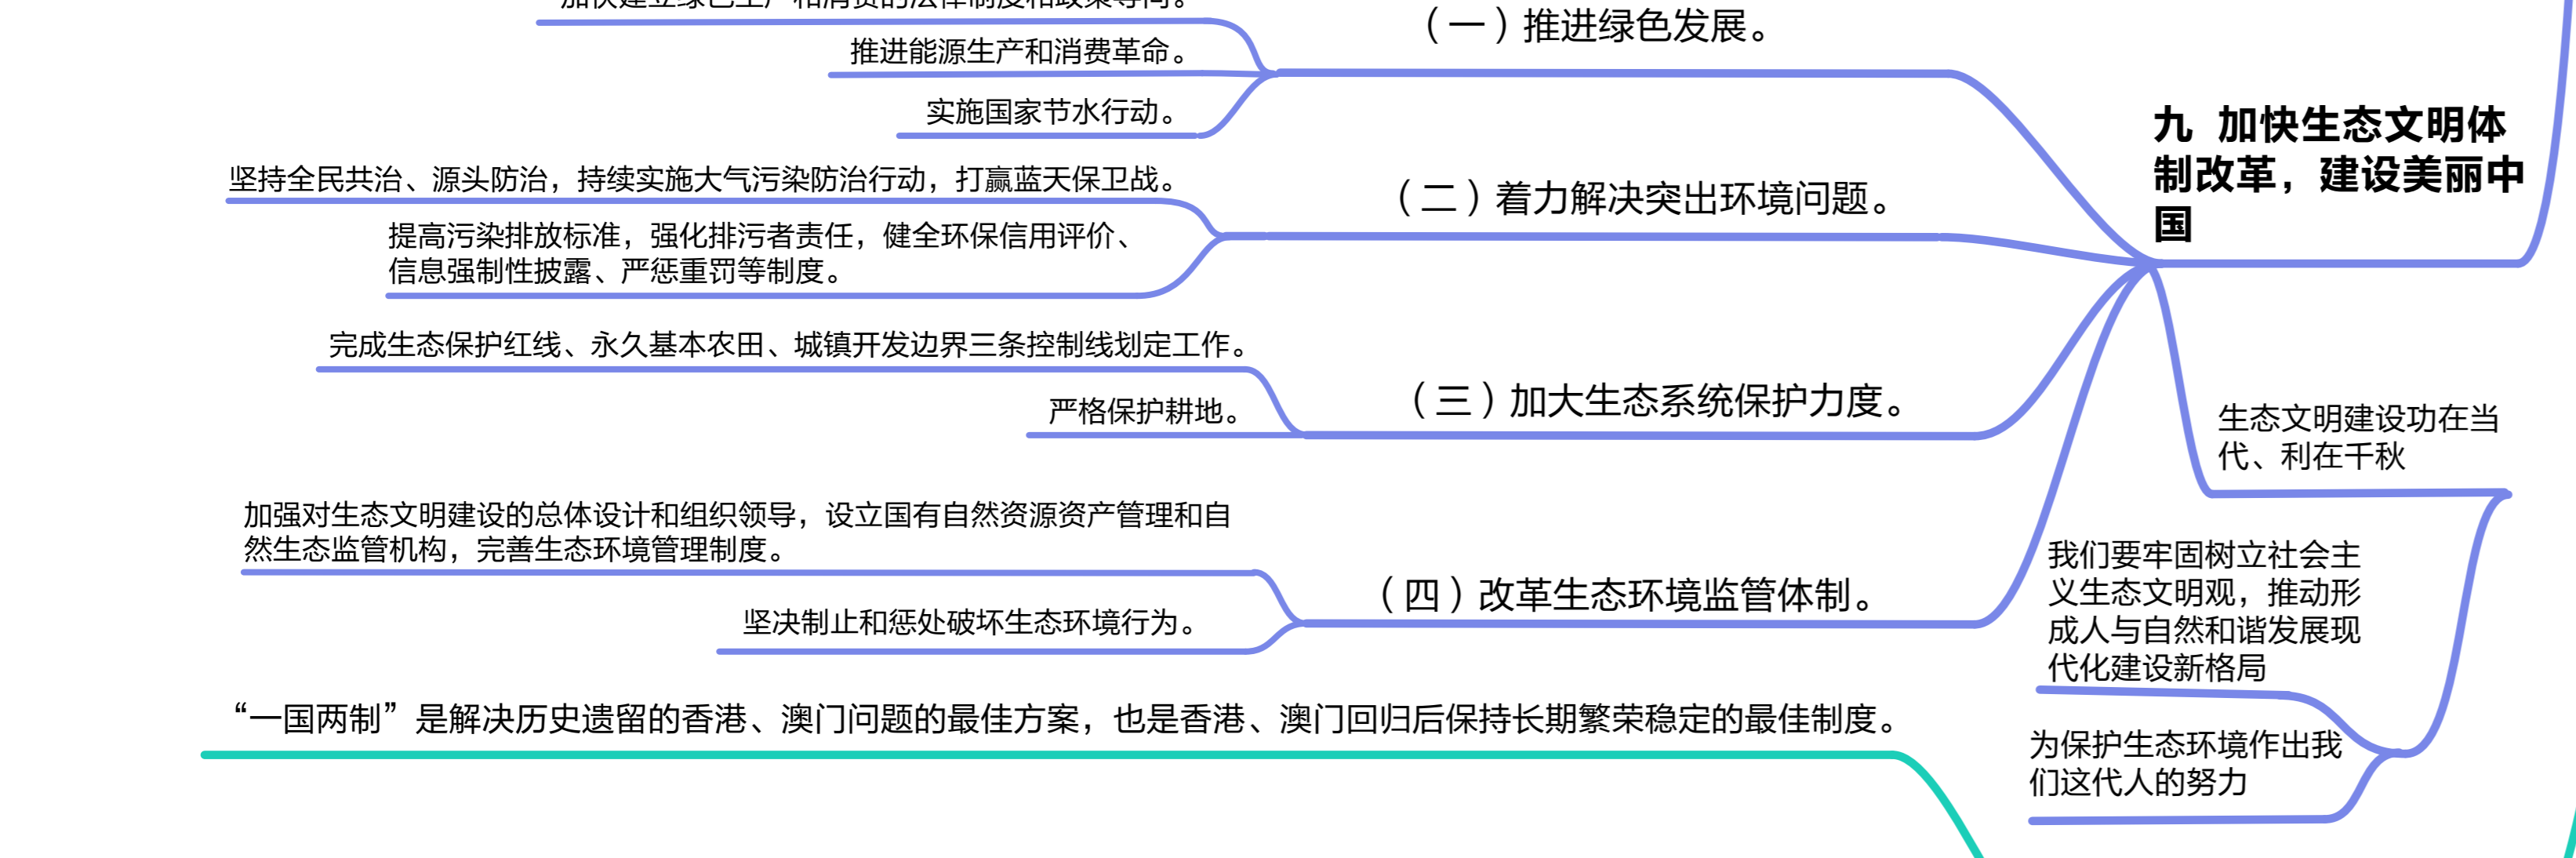 （一）推进绿色发展。
推进能源生产和消费革命。
实施国家节水行动。
九 加快生态文明体
制改革，建设美丽中
国
（二）着力解决突出环境问题。
坚持全民共治、源头防治，持续实施大气污染防治行动，打赢蓝天保卫战。
提高污染排放标准，强化排污者责任，健全环保信用评价、
信息强制性披露、严惩重罚等制度。
（三）加大生态系统保护力度。
完成生态保护红线、永久基本农田、城镇开发边界三条控制线划定工作。
严格保护耕地。
（四）改革生态环境监管体制。
加强对生态文明建设的总体设计和组织领导，设立国有自然资源资产管理和自
然生态监管机构，完善生态环境管理制度。
坚决制止和惩处破坏生态环境行为。
生态文明建设功在当
代、利在千秋
我们要牢固树立社会主
义生态文明观，推动形
成人与自然和谐发展现
代化建设新格局
为保护生态环境作出我
们这代人的努力
“一国两制”是解决历史遗留的香港、澳门问题的最佳方案，也是香港、澳门回归后保持长期繁荣稳定的最佳制度。